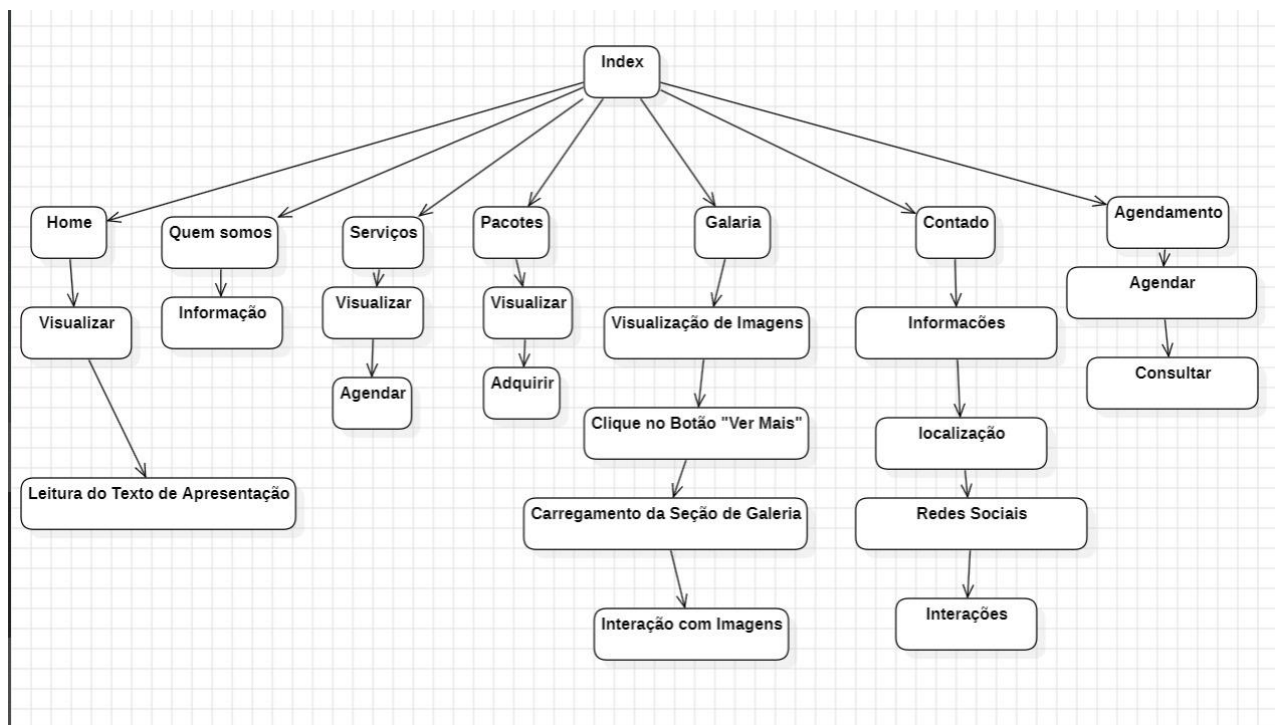 Index
Home
Quem somos
Serviços
Pacotes
Galaria
Contado
Agendamento
Visualizar
Informação
Visualizar
Visualizar
Visualização de Imagens
Informacões
Agendar
Agendar
Adquirir
Clique no Botão "Ver Mais"
localização
Consultar
Leitura do Texto de Apresentação
Carregamento da Seção de Galeria
Redes Sociais
Interação com Imagens
Interações